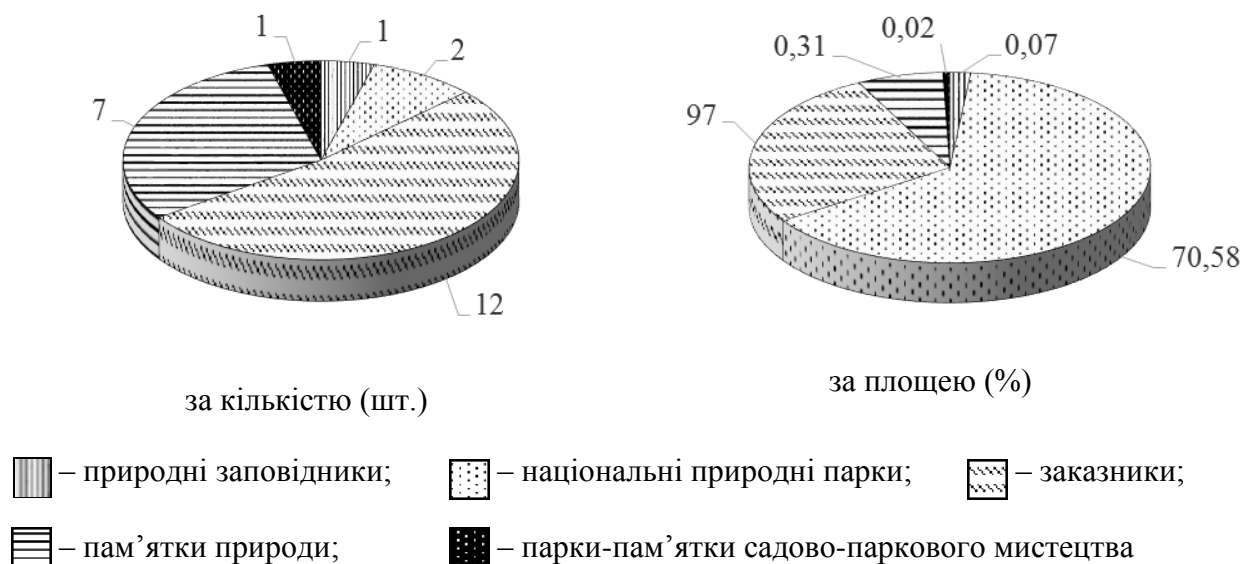 1
1
2
7
12
0,31
0,02
0,07
97
70,58
за кількістю (шт.)
за площею (%)
– природні заповідники;
– національні природні парки;
– заказники;
– пам’ятки природи;
– парки-пам’ятки садово-паркового мистецтва